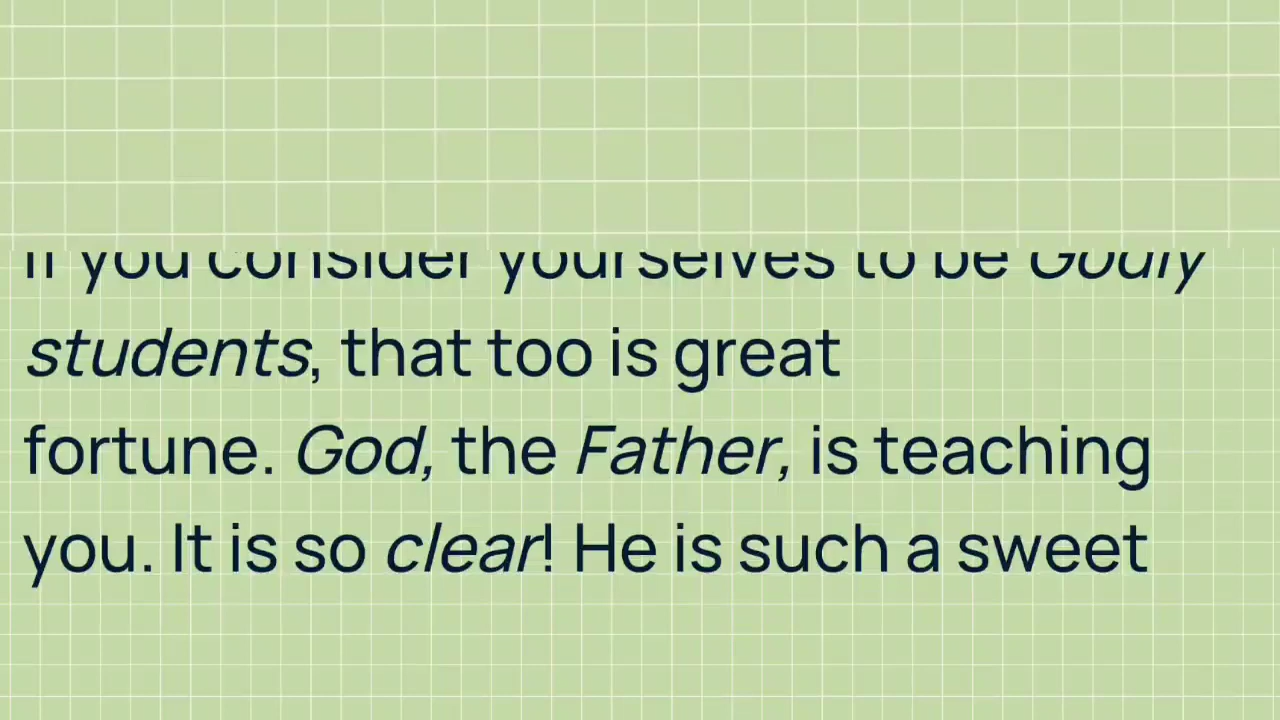 If you consider yourselves to be Godly
students, that too is great
fortune. God, the Father, is teaching
you. It is so clear! He is such a sweet